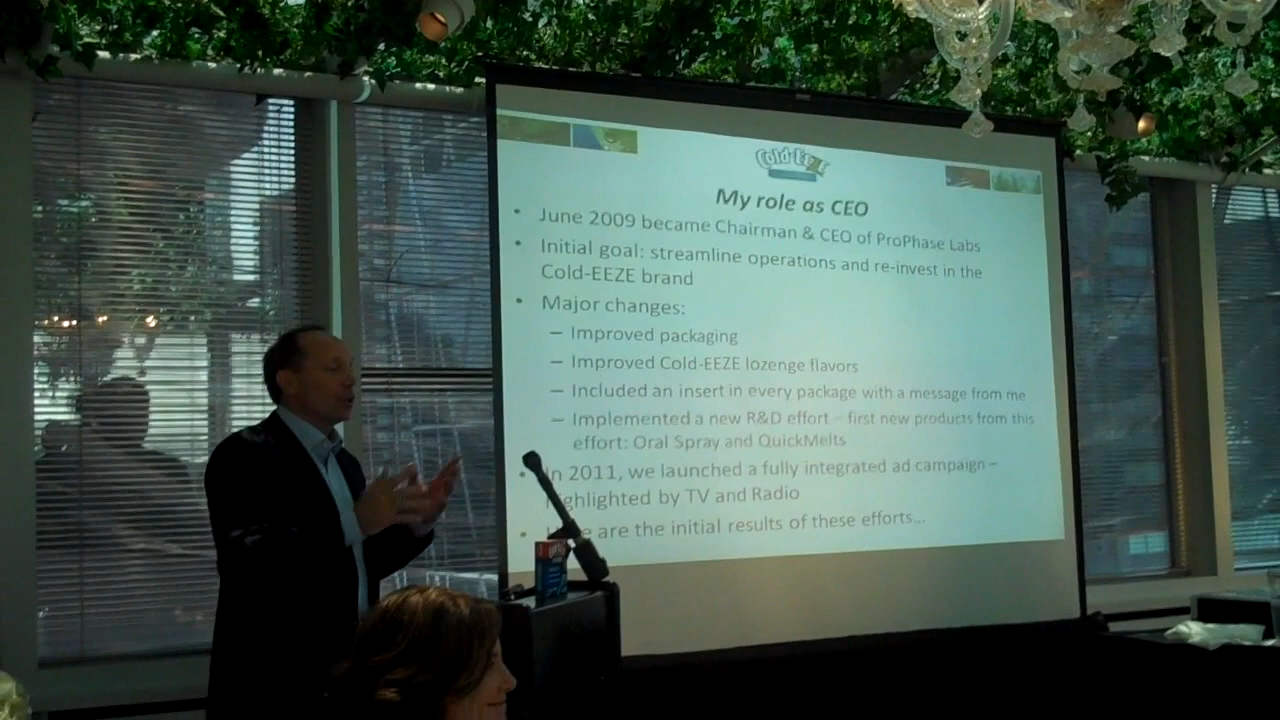 Cold-EEZE
My role as CEO
• June 2009 became Chairman & CEO of ProPhase Labs
• Initial goal: streamline operations and re-invest in the
Cold-EEZE brand
• Major changes:
– Improved packaging
– Improved Cold-EEZE lozenge flavors
– Included an insert in every package with a message from me
– Implemented a new R&D effort – first new products from this
effort: Oral Spray and QuickMelts
• In 2011, we launched a fully integrated ad campaign –
highlighted by TV and Radio
• Here are the initial results of these efforts...